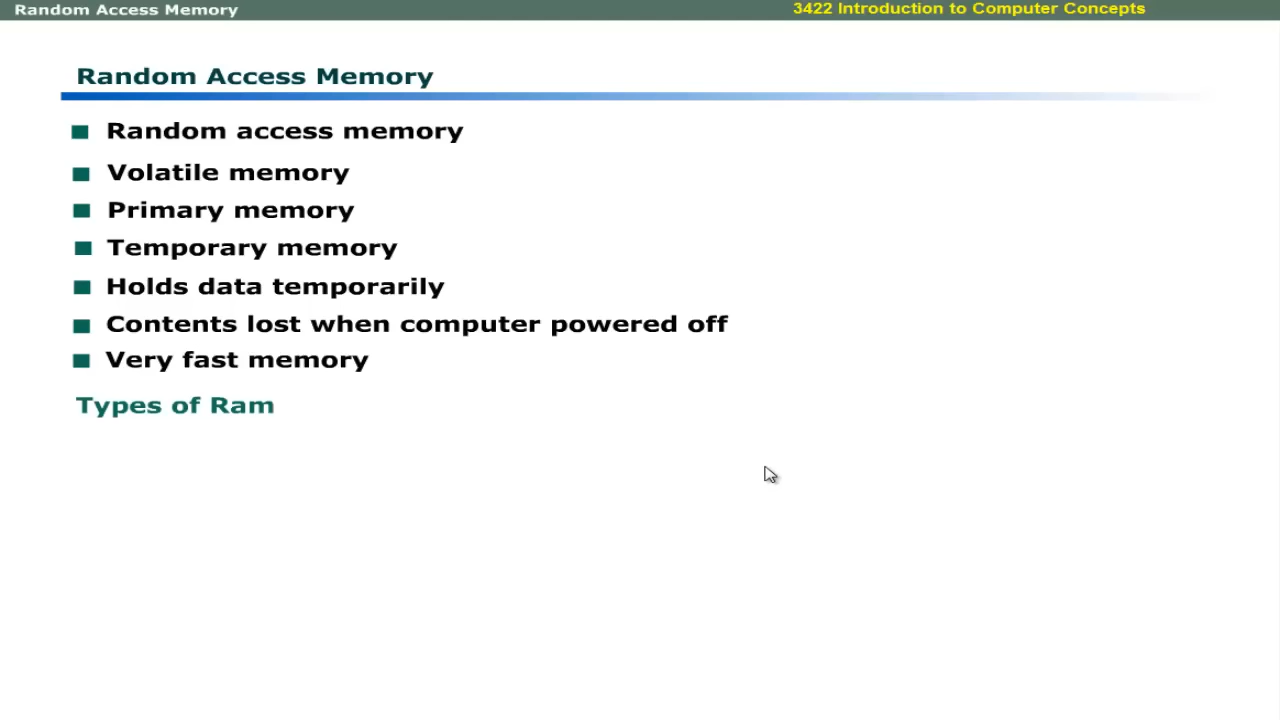 Random Access Memory
3422 Introduction to Computer Concepts
Random Access Memory
Random access memory
Volatile memory
Primary memory
Temporary memory
Holds data temporarily
Contents lost when computer powered off
Very fast memory
Types of Ram